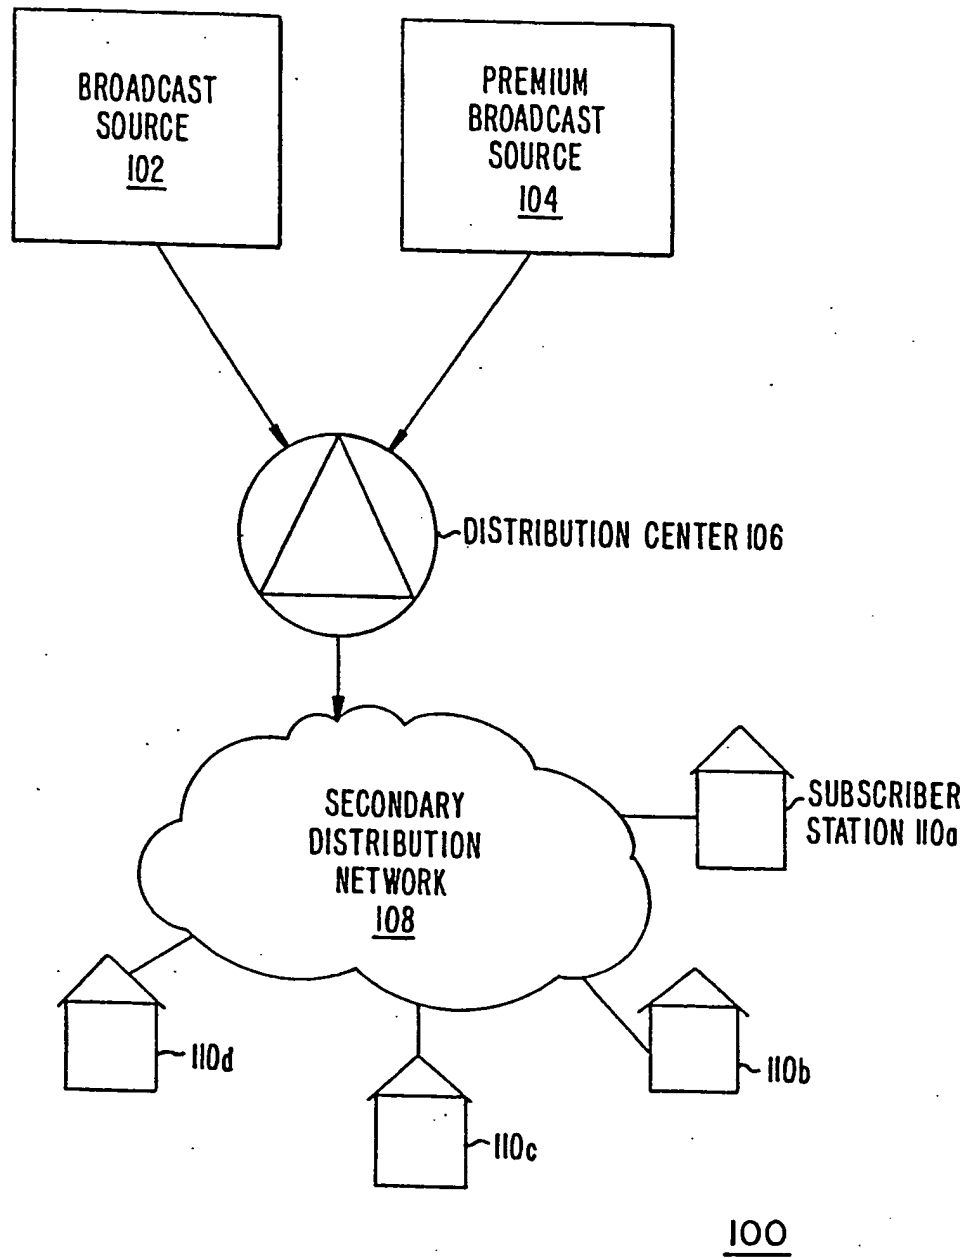 BROADCAST
SOURCE
102
PREMIUM
BROADCAST
SOURCE
104
DISTRIBUTION CENTER 106
SECONDARY
DISTRIBUTION
NETWORK
108
SUBSCRIBER
STATION 110a
110d
110b
110c
100